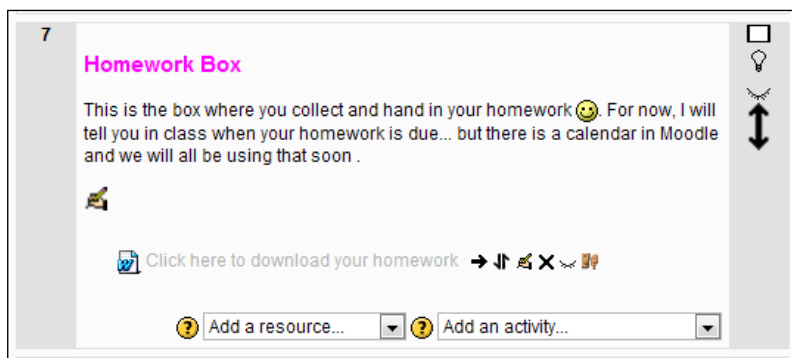 7
Homework Box
This is the box where you collect and hand in your homework. For now, I will
tell you in class when your homework is due... but there is a calendar in Moodle
and we will all be using that soon .
Click here to download your homework
Add a resource... Add an activity...